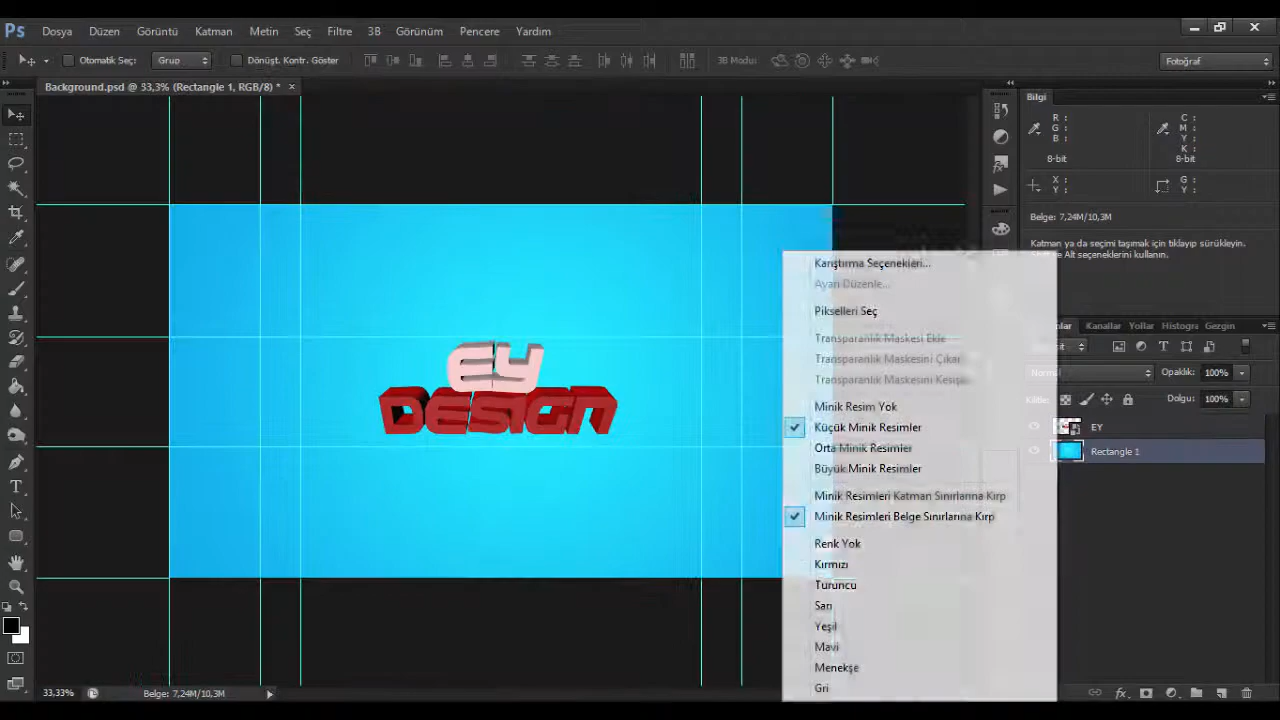 Ps Dosya Düzen Görüntü Katman Metin Seç Filtre 3B Görünüm Pencere Yardım
Otomatik Seç: Grup Dönüşt. Kontr. Göster 3B Modu: Fotoğraf
Background.psd @ 33,3% (Rectangle 1, RGB/8) * ×
Bilgi
R : C :
G : M :
B : Y :
K :
8-bit 8-bit
X : G :
Y : Y :
Belge: 7,24M/10,3M
Katman ya da seçimi taşımak için tıklayıp sürükleyin.
Alt seçeneklerini kullanın.
Kanallar Yollar Histogra Gezgin
Normal Opaklık: 100%
Dolgu: 100%
EY
Rectangle 1
EY
DESIGN
Karıştırma Seçenekleri...
Ayarı Düzenle...
Pikselleri Seç
Transparanlık Maskesi Ekle
Transparanlık Maskesini Çıkar
Transparanlık Maskesini Kesiştir
Minik Resim Yok
Küçük Minik Resimler
Orta Minik Resimler
Büyük Minik Resimler
Minik Resimleri Katman Sınırlarına Kırp
Minik Resimleri Belge Sınırlarına Kırp
Renk Yok
Kırmızı
Turuncu
Sarı
Yeşil
Mavi
Menekşe
Gri
33,33% Belge: 7,24M/10,3M